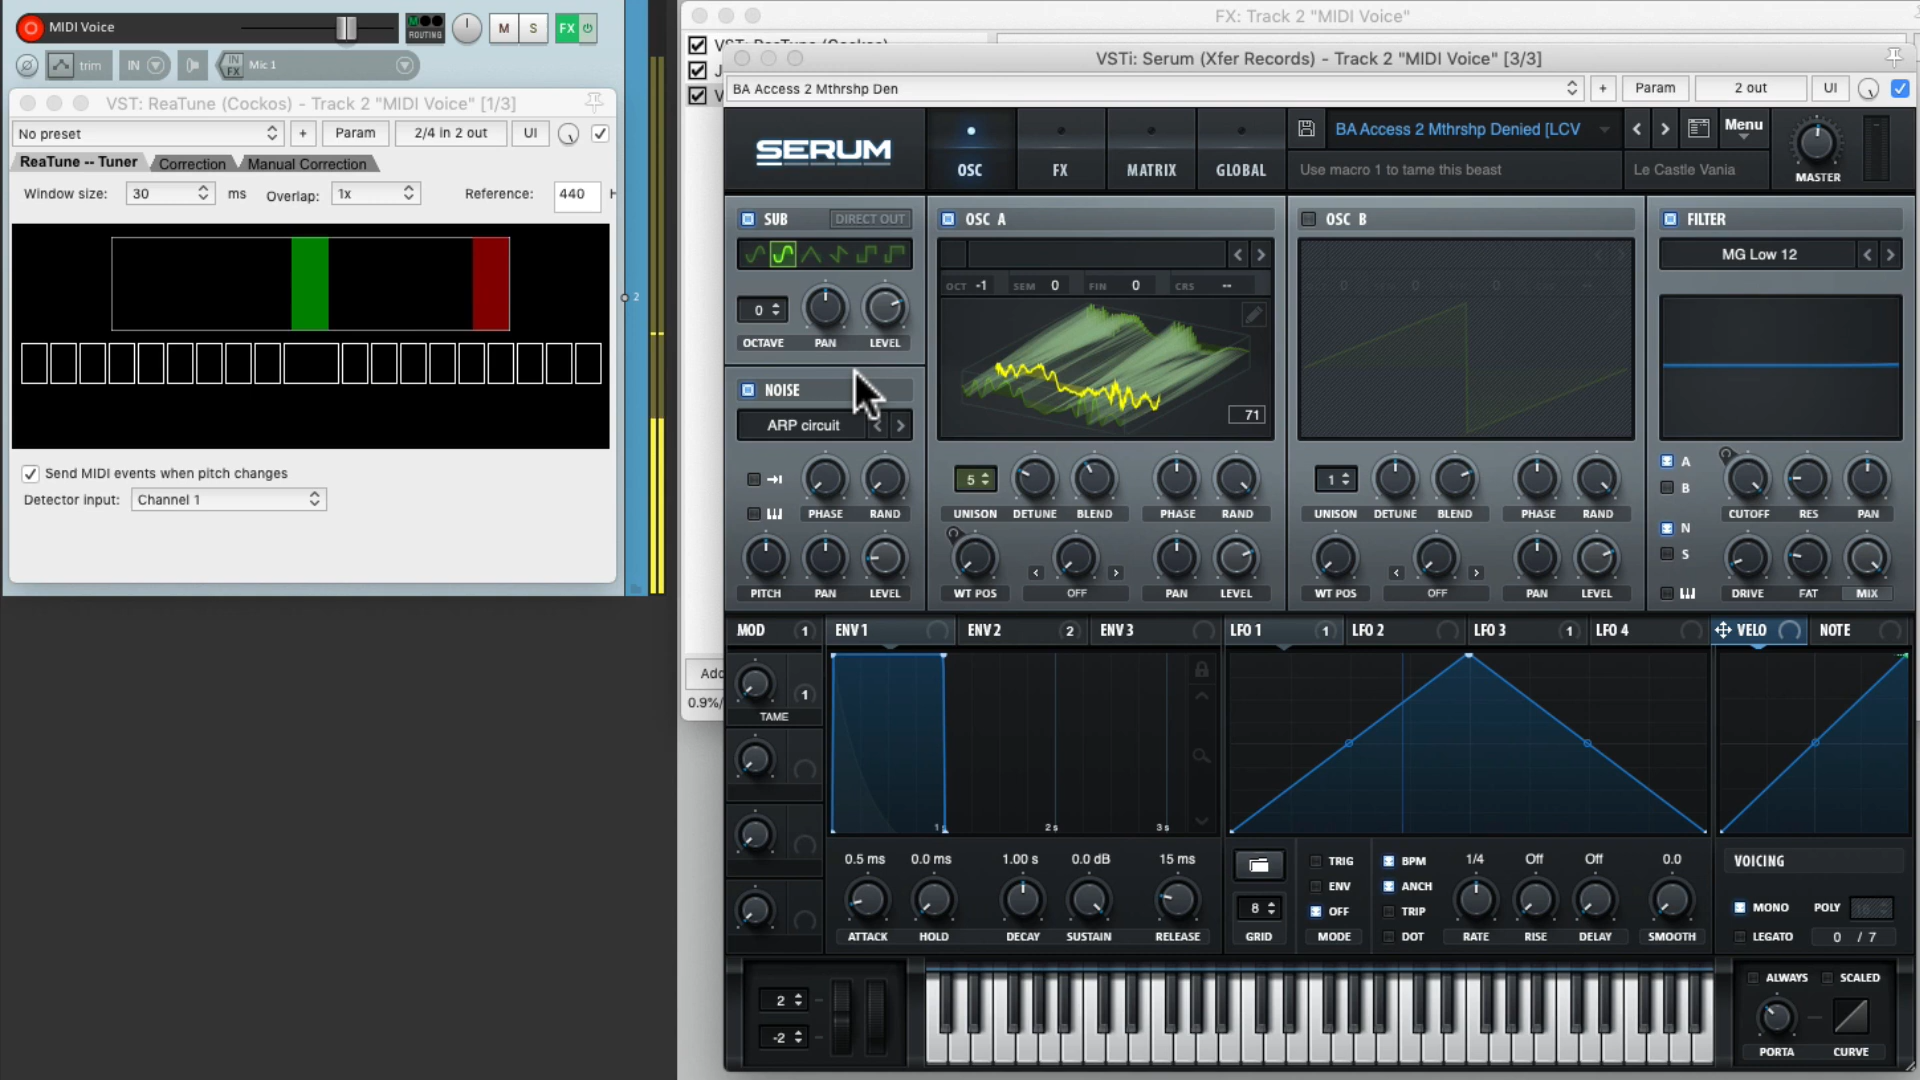 MIDI Voice
ROUTING
M
S
FX
trim
IN
IN FX
Mic 1
VST: ReaTune (Cockos) - Track 2 "MIDI Voice" [1/3]
No preset
+
Param
2/4 in 2 out
UI
ReaTune -- Tuner
Correction
Manual Correction
Window size:
30
ms
Overlap:
1x
Reference:
440
Send MIDI events when pitch changes
Detector input:
Channel 1
2
FX: Track 2 "MIDI Voice"
VSTi: Serum (Xfer Records) - Track 2 "MIDI Voice" [3/3]
BA Access 2 Mthrshp Den
+
Param
2 out
UI
SERUM
OSC
FX
MATRIX
GLOBAL
BA Access 2 Mthrshp Denied [LCV
Menu
Use macro 1 to tame this beast
Le Castle Vania
MASTER
SUB
DIRECT OUT
0
OCTAVE
PAN
LEVEL
NOISE
ARP circuit
PHASE
RAND
PITCH
PAN
LEVEL
OSC A
OCT -1
SEM 0
FIN 0
CRS --
71
5
UNISON
DETUNE
BLEND
PHASE
RAND
WT POS
OFF
PAN
LEVEL
OSC B
1
UNISON
DETUNE
BLEND
PHASE
RAND
WT POS
OFF
PAN
LEVEL
FILTER
MG Low 12
A
B
N
S
CUTOFF
RES
PAN
DRIVE
FAT
MIX
MOD
1
ENV 1
ENV 2
2
ENV 3
LFO 1
1
LFO 2
LFO 3
1
LFO 4
VELO
NOTE
1
TAME
2s
3s
0.5 ms
0.0 ms
1.00 s
0.0 dB
15 ms
ATTACK
HOLD
DECAY
SUSTAIN
RELEASE
8
GRID
TRIG
ENV
OFF
MODE
BPM
ANCH
TRIP
DOT
1/4
Off
Off
0.0
RATE
RISE
DELAY
SMOOTH
VOICING
MONO
POLY
LEGATO
0 / 7
2
-2
ALWAYS
SCALED
PORTA
CURVE
Add
0.9%/